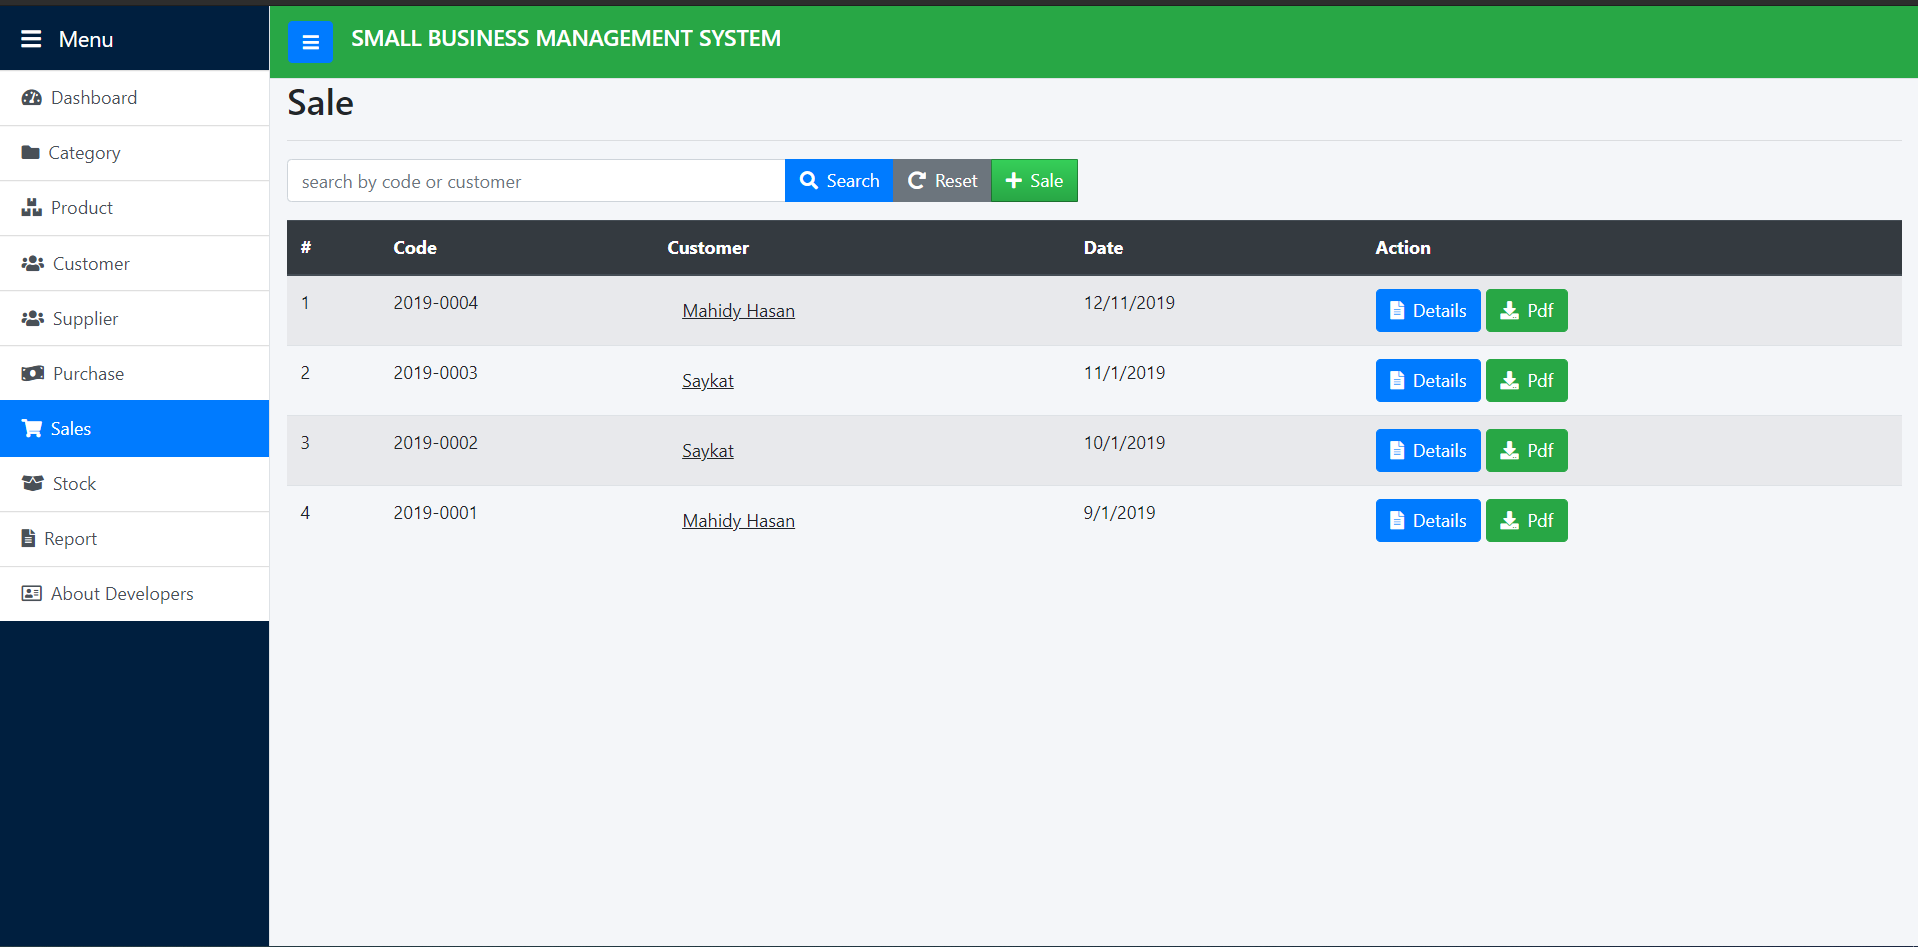 Menu
SMALL BUSINESS MANAGEMENT SYSTEM
Dashboard
Category
Product
Customer
Supplier
Purchase
Sales
Stock
Report
About Developers
Sale
search by code or customer Search Reset Sale
# Code Customer Date Action
1 2019-0004 Mahidy Hasan 12/11/2019 Details Pdf
2 2019-0003 Saykat 11/1/2019 Details Pdf
3 2019-0002 Saykat 10/1/2019 Details Pdf
4 2019-0001 Mahidy Hasan 9/1/2019 Details Pdf